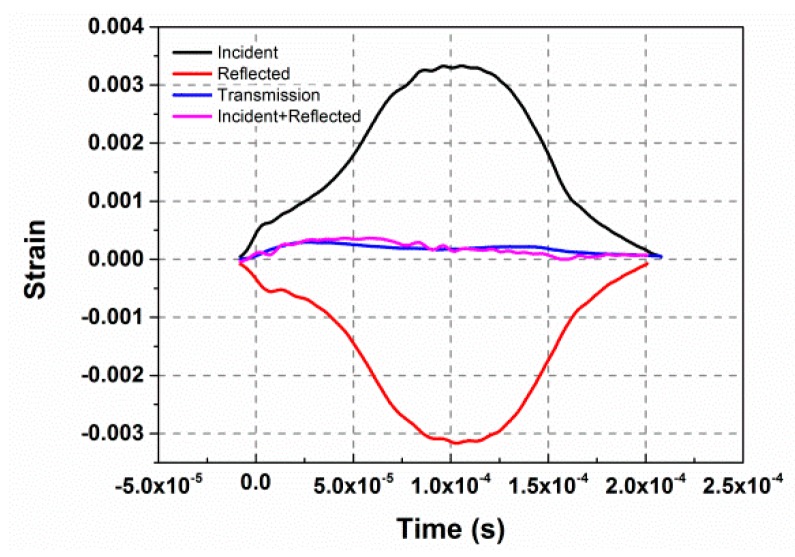 0.004
0.003
0.002
0.001
0.000
-0.001
-0.002
-0.003
Strain
Incident
Reflected
Transmission
Incident+Reflected
-5.0x10⁻⁵ 0.0 5.0x10⁻⁵ 1.0x10⁻⁴ 1.5x10⁻⁴ 2.0x10⁻⁴ 2.5x10⁻⁴
Time (s)